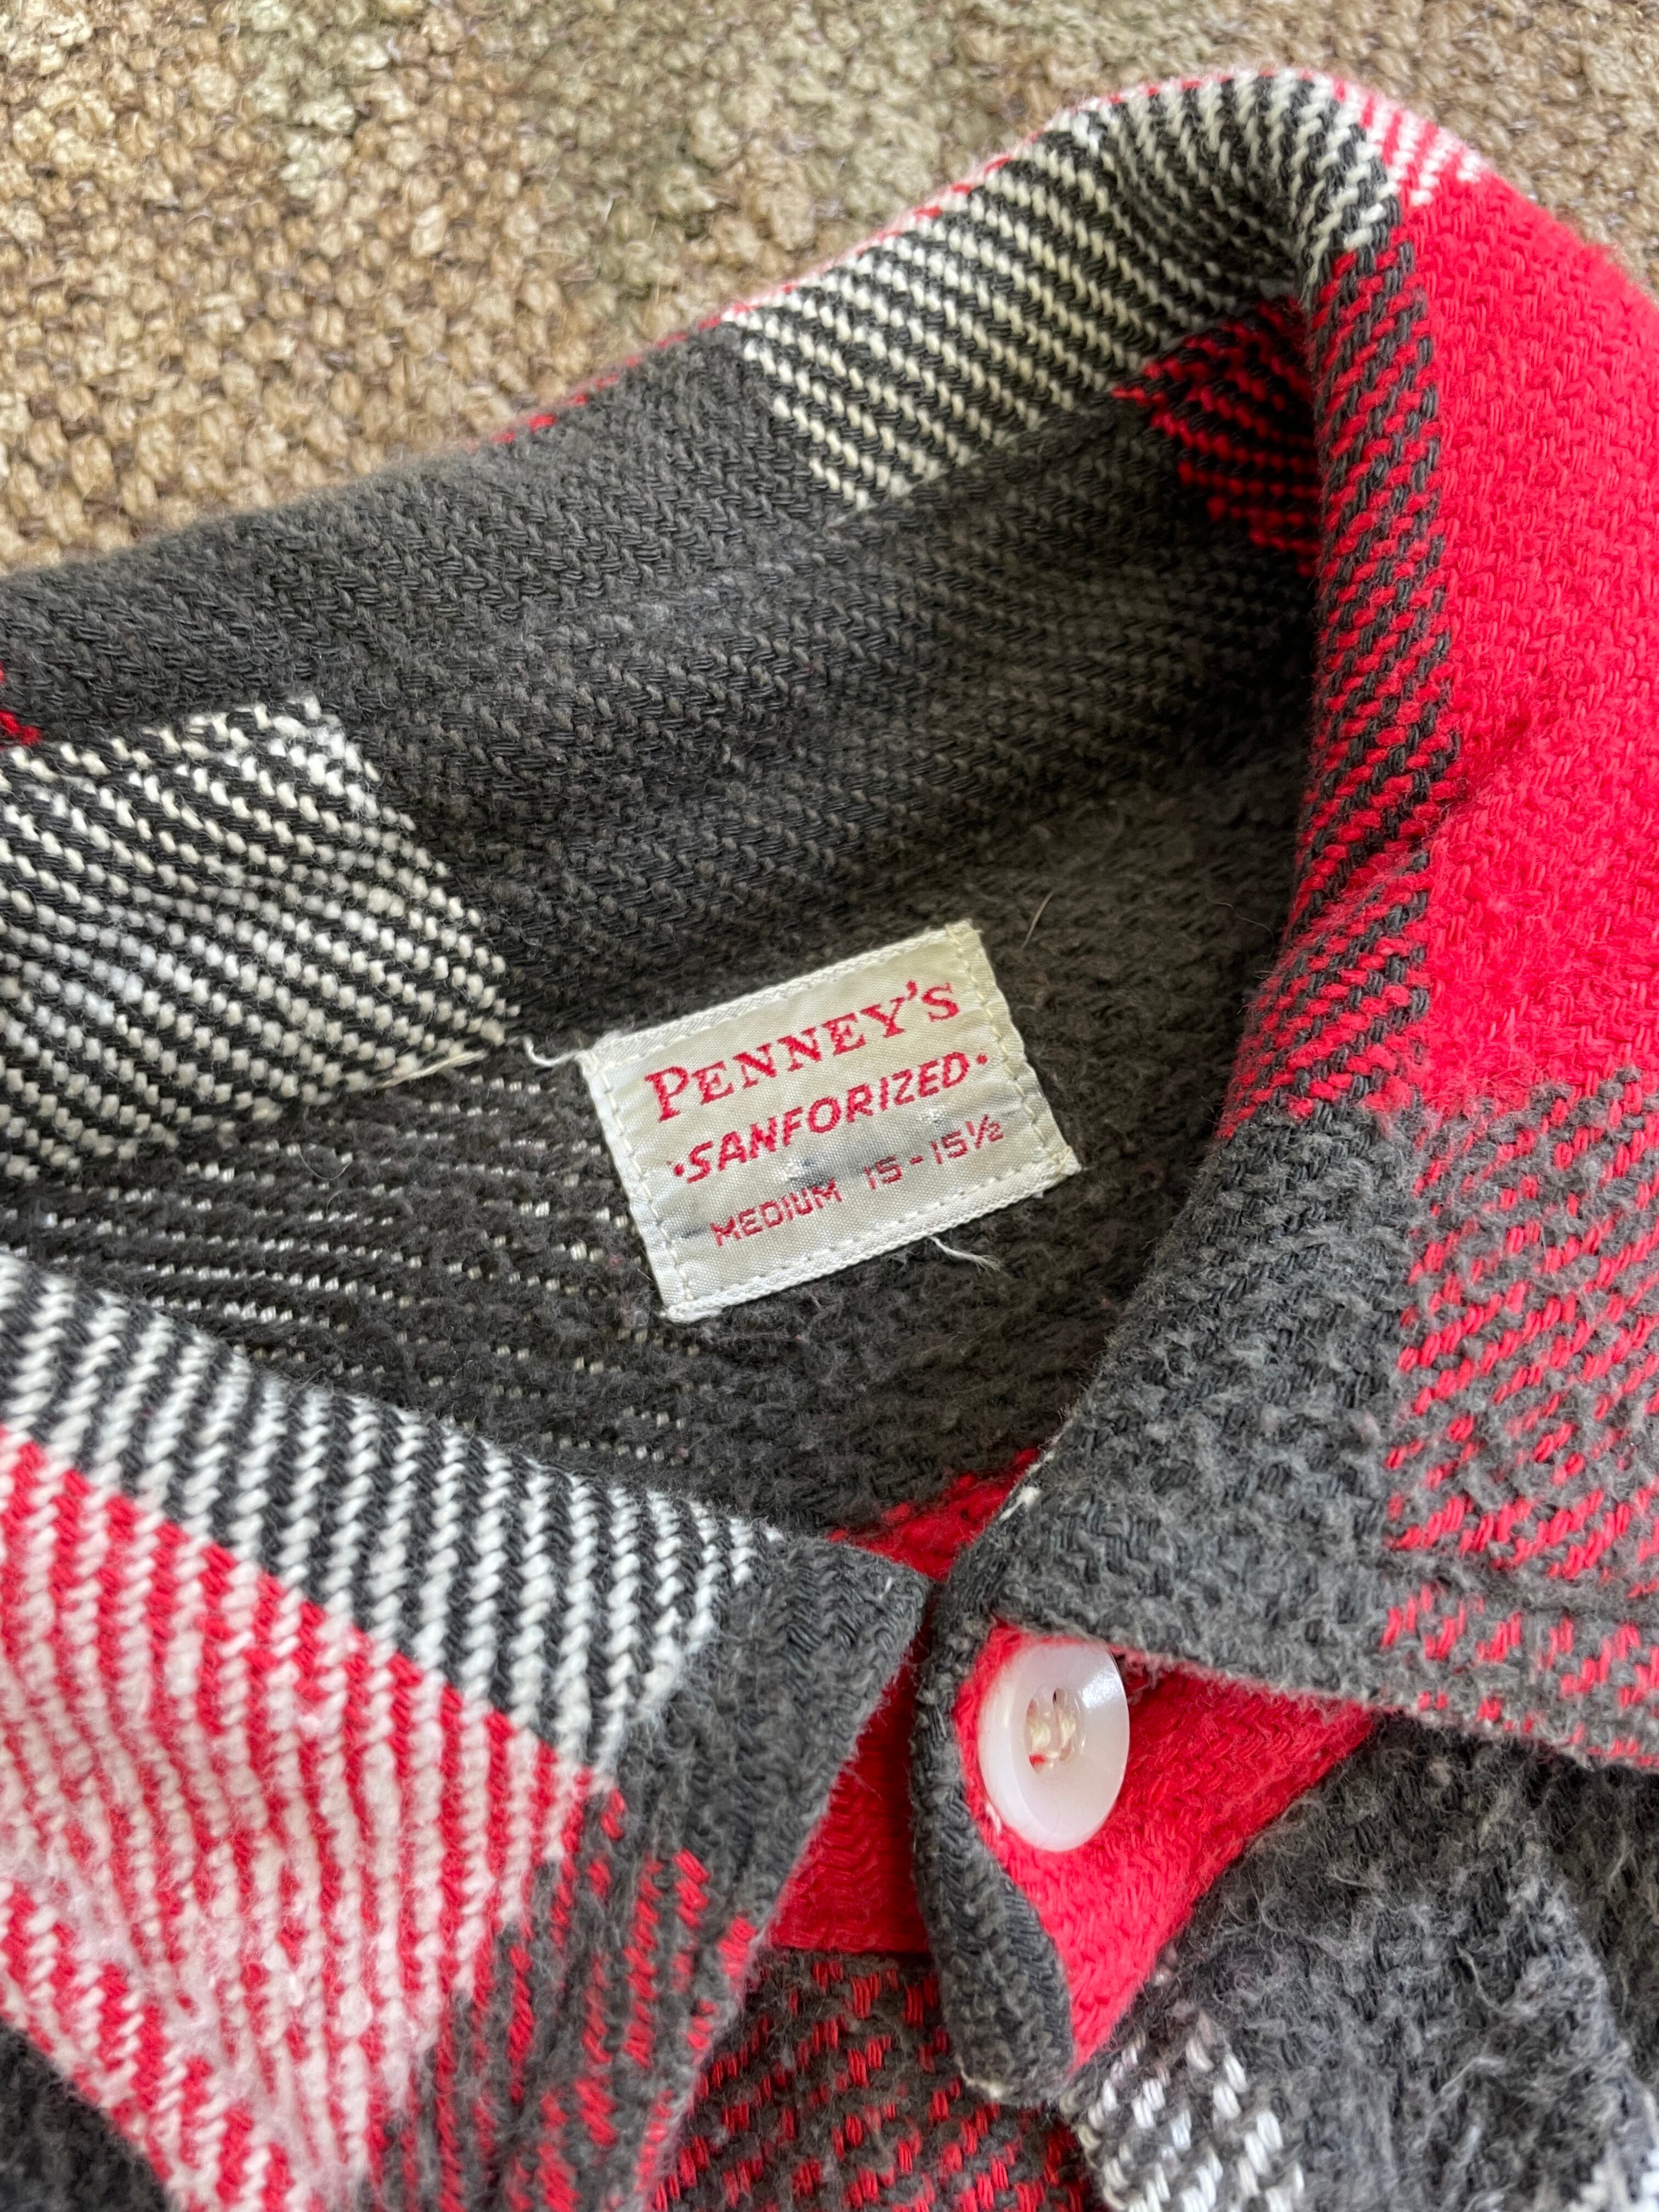 PENNEY'S
•SANFORIZED•
MEDIUM 15-15½